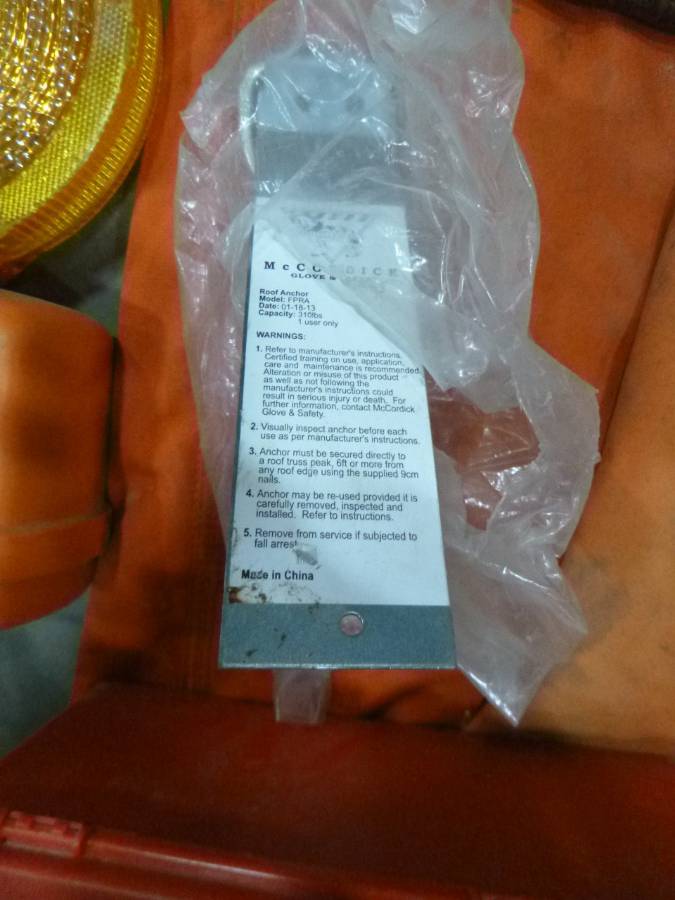 McC
GLOVE &
Roof Anchor
Model: FPRA
Date: 01-16-13
Capacity: 310lbs
1 user only
WARNINGS:
1. Refer to manufacturer's instructions.
Certified training on use, application,
care and maintenance is recommended.
Alteration or misuse of this product
as well as not following the
manufacturer's instructions could
result in serious injury or death. For
further information, contact McCordick
Glove & Safety.
2. Visually inspect anchor before each
use as per manufacturer's instructions.
3. Anchor must be secured directly to
a roof truss peak, 6ft or more from
any roof edge using the supplied 9cm
nails.
4. Anchor may be re-used provided it is
carefully removed, inspected and
installed. Refer to instructions.
5. Remove from service if subjected to
fall arrest
Made in China